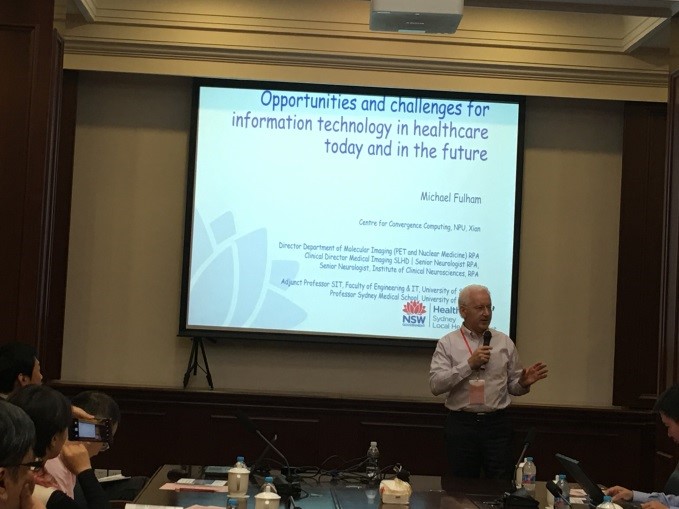 Opportunities and challenges for
information technology in healthcare
today and in the future
Michael Fulham
Centre for Convergence Computing, NPU, Xian
Director Department of Molecular Imaging (PET and Nuclear Medicine) RPA
Clinical Director Medical Imaging SLHD | Senior Neurologist RPA,
Senior Neurologist, Institute of Clinical Neurosciences, RPA
Adjunct Professor SIT, Faculty of Engineering & IT, University of
Professor Sydney Medical School, University of
NSW
GOVERNMENT
Health
Sydney
Local